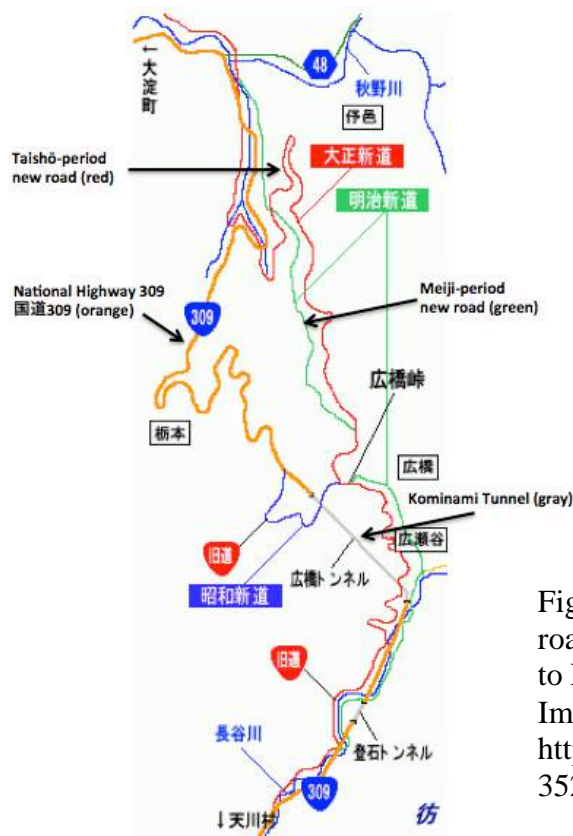 ←大淀町
48
秋野川
Taishō-period
new road (red)
大正新道
明治新道
National Highway 309
国道309 (orange)
309
Meiji-period
new road (green)
広橋峠
栃本
広橋
Kominami Tunnel (gray)
広瀬谷
旧道
広橋トンネル
昭和新道
Fig
roa
to
Im
http
352
旧道
長谷川
登石トンネル
309
↓天川村
彷